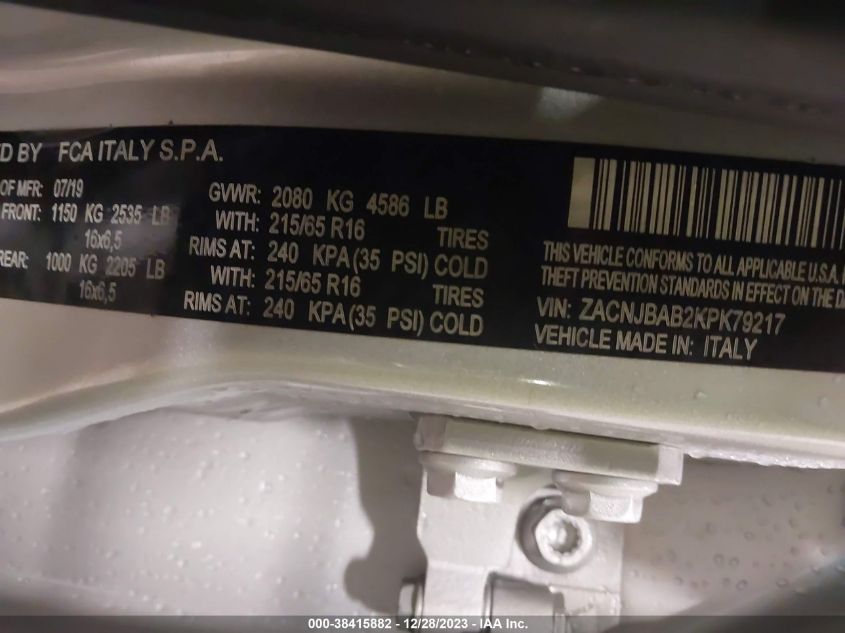 D BY FCA ITALY S.P.A.
OF MFR: 07/19 GVWR: 2080 KG 4586 LB
FRONT: 1150 KG 2535 LB WITH: 215/65 R16 TIRES
16x6,5 RIMS AT: 240 KPA (35 PSI) COLD
REAR: 1000 KG 2205 LB WITH: 215/65 R16 TIRES
16x6,5 RIMS AT: 240 KPA (35 PSI) COLD
THIS VEHICLE CONFORMS TO ALL APPLICABLE U.S.A.
THEFT PREVENTION STANDARDS IN EFFECT ON THE
VIN: ZACNJBAB2KPK79217
VEHICLE MADE IN: ITALY
000-38415882 - 12/28/2023 - IAA Inc.